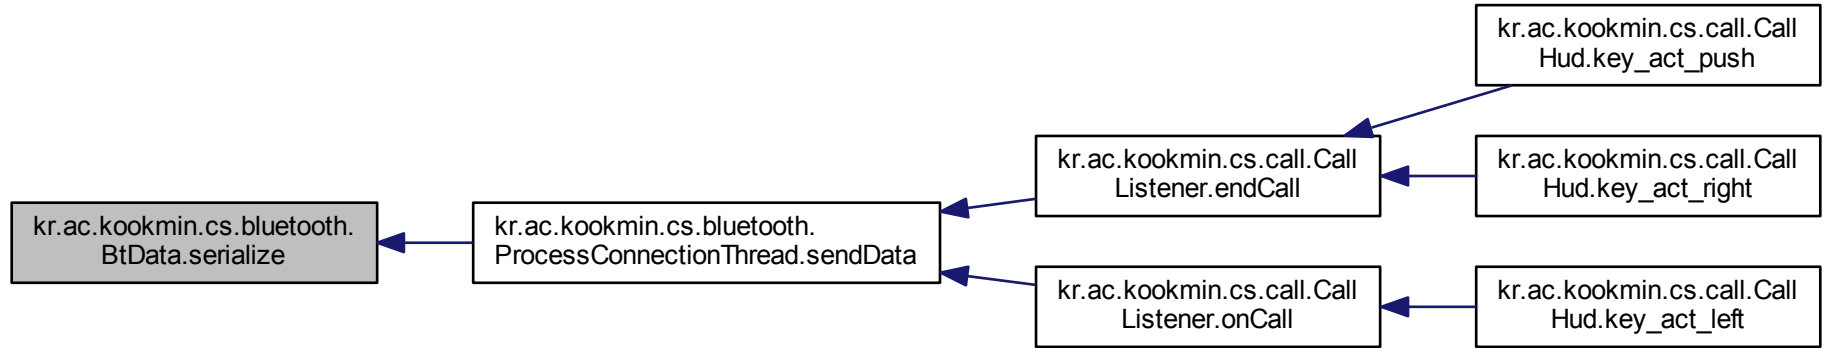 kr.ac.kookmin.cs.bluetooth.
BtData.serialize
kr.ac.kookmin.cs.bluetooth.
ProcessConnectionThread.sendData
kr.ac.kookmin.cs.call.Call
Listener.endCall
kr.ac.kookmin.cs.call.Call
Hud.key_act_push
kr.ac.kookmin.cs.call.Call
Hud.key_act_right
kr.ac.kookmin.cs.call.Call
Listener.onCall
kr.ac.kookmin.cs.call.Call
Hud.key_act_left